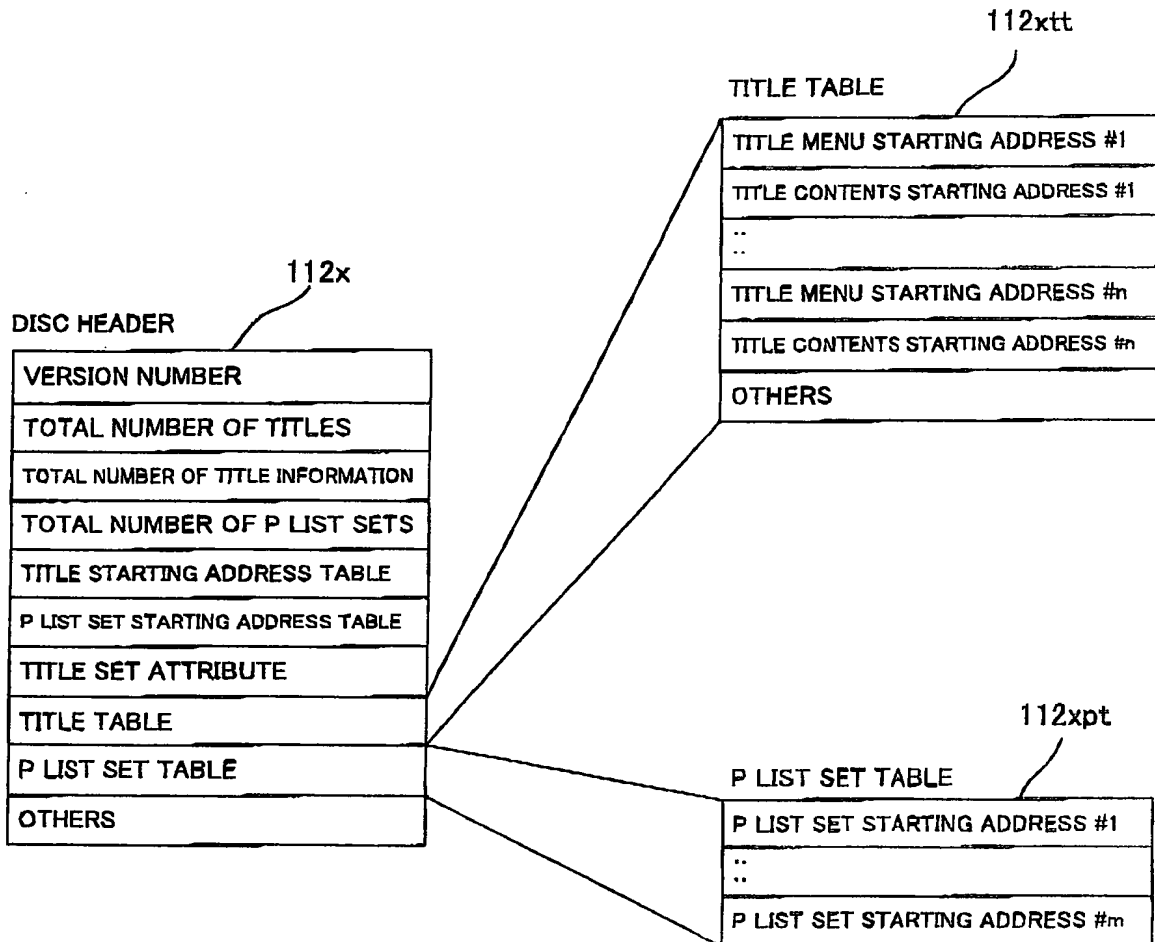 112x
DISC HEADER
VERSION NUMBER
TOTAL NUMBER OF TITLES
TOTAL NUMBER OF TITLE INFORMATION
TOTAL NUMBER OF P LIST SETS
TITLE STARTING ADDRESS TABLE
P LIST SET STARTING ADDRESS TABLE
TITLE SET ATTRIBUTE
TITLE TABLE
P LIST SET TABLE
OTHERS
112xtt
TITLE TABLE
TITLE MENU STARTING ADDRESS #1
TITLE CONTENTS STARTING ADDRESS #1
::
TITLE MENU STARTING ADDRESS #n
TITLE CONTENTS STARTING ADDRESS #n
OTHERS
112xpt
P LIST SET TABLE
P LIST SET STARTING ADDRESS #1
::
P LIST SET STARTING ADDRESS #m